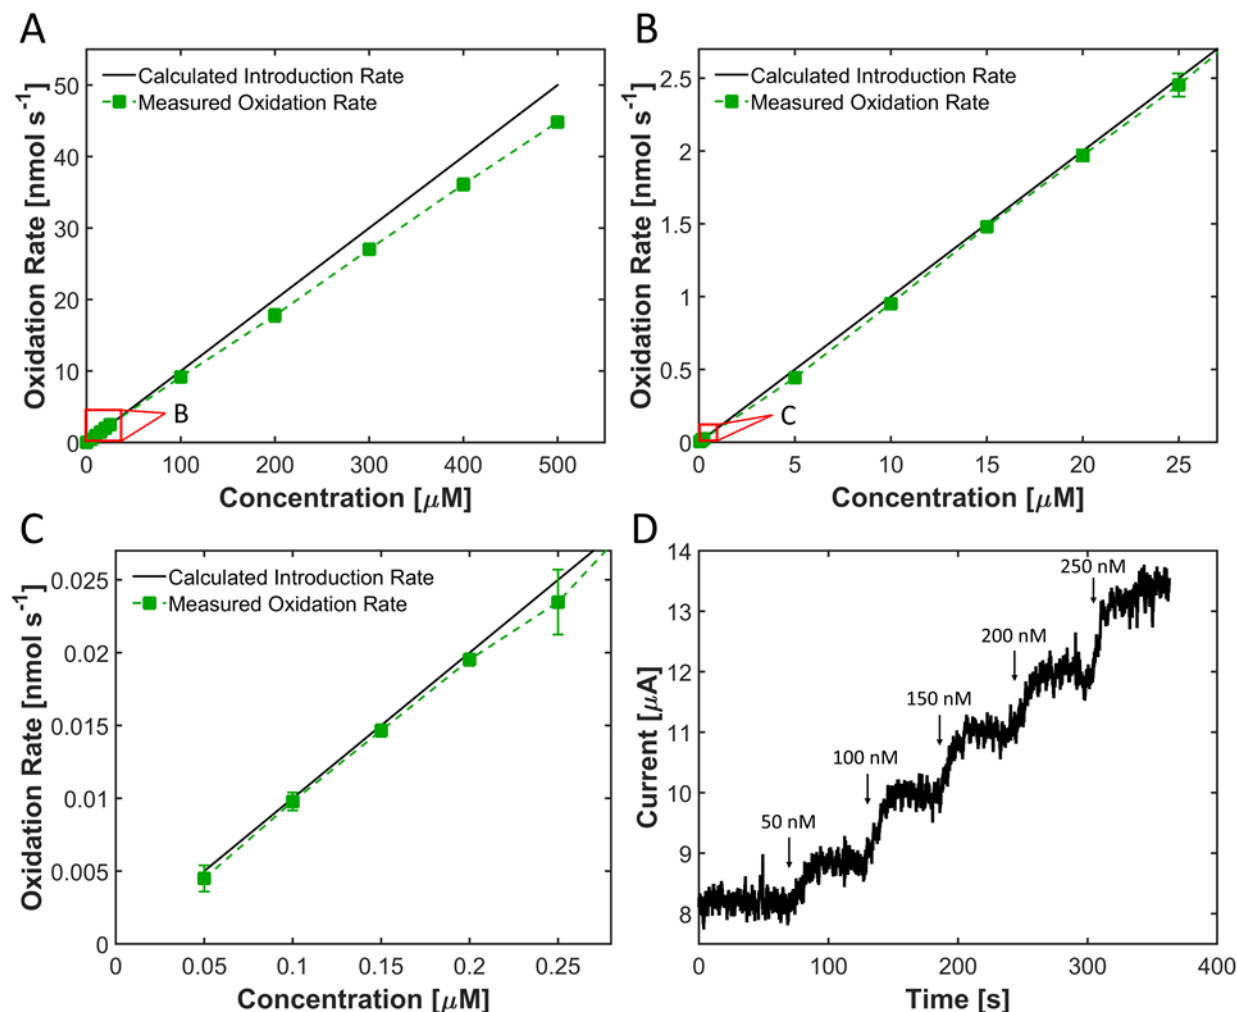 A
Oxidation Rate [nmol s-1]
50
40
30
20
10
0
Calculated Introduction Rate
Measured Oxidation Rate
B
0 100 200 300 400 500
Concentration [μM]
B
Oxidation Rate [nmol s-1]
2.5
2
1.5
1
0.5
0
Calculated Introduction Rate
Measured Oxidation Rate
C
0 5 10 15 20 25
Concentration [μM]
C
Oxidation Rate [nmol s-1]
0.025
0.02
0.015
0.01
0.005
0
Calculated Introduction Rate
Measured Oxidation Rate
0 0.05 0.1 0.15 0.2 0.25
Concentration [μM]
D
Current [μA]
14
13
12
11
10
9
8
250 nM
200 nM
150 nM
100 nM
50 nM
0 100 200 300 400
Time [s]